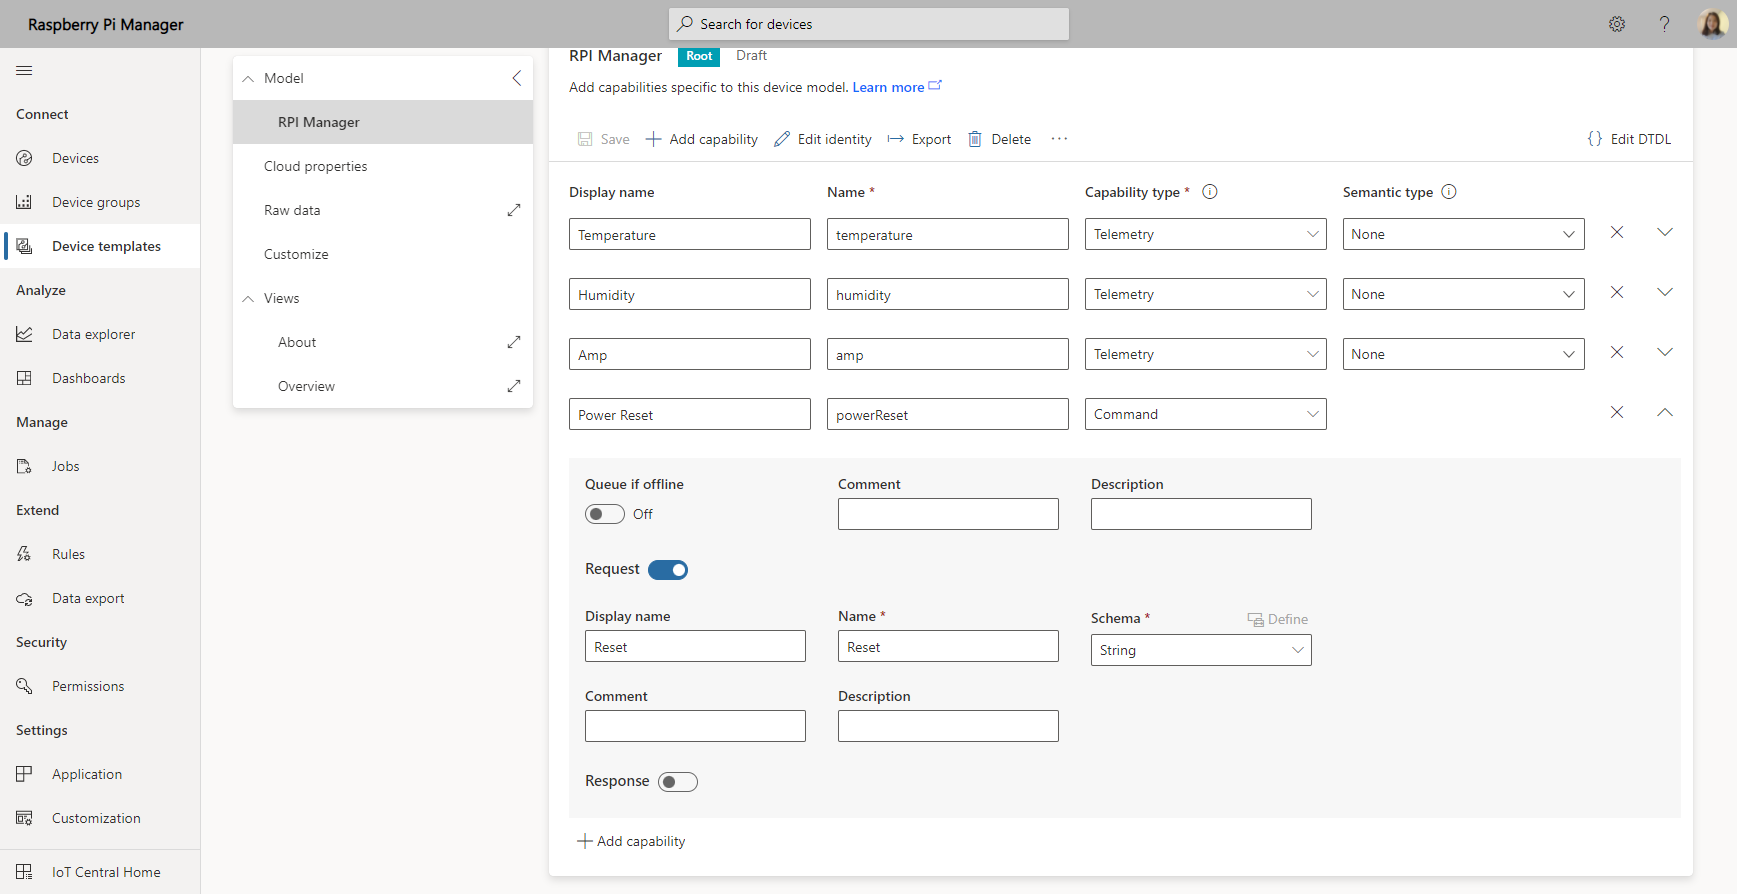 Raspberry Pi Manager
Search for devices
?
Connect
Devices
Device groups
Device templates
Analyze
Data explorer
Dashboards
Manage
Jobs
Extend
Rules
Data export
Security
Permissions
Settings
Application
Customization
IoT Central Home
Model
RPI Manager
Cloud properties
Raw data
Customize
Views
About
Overview
RPI Manager Root Draft
Add capabilities specific to this device model. Learn more
Save Add capability Edit identity Export Delete ··· {} Edit DTDL
Display name Name * Capability type * Semantic type
Temperature temperature Telemetry None
Humidity humidity Telemetry None
Amp amp Telemetry None
Power Reset powerReset Command
Queue if offline Comment Description
Off
Request
Display name Name * Schema * Define
Reset Reset String
Comment Description
Response
Add capability